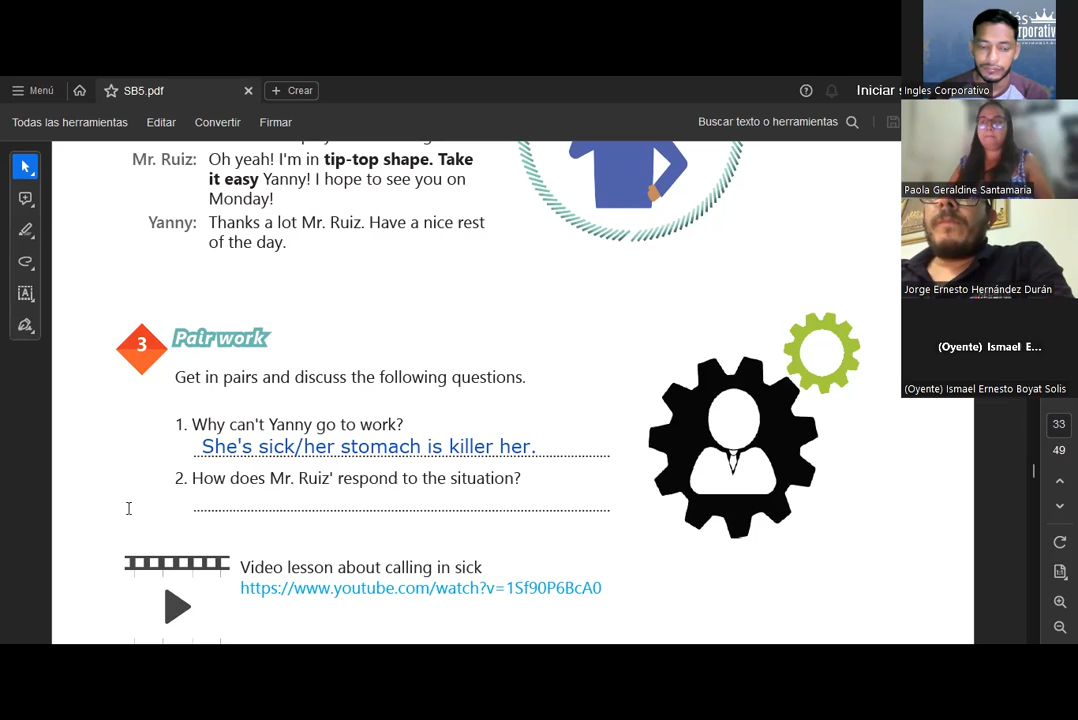 és
orporativo
Ingles Corporativo
Menú
SB5.pdf
Crear
Iniciar s
Todas las herramientas
Editar
Convertir
Firmar
Buscar texto o herramientas
Paola Geraldine Santamaria
Mr. Ruiz: Oh yeah! I'm in tip-top shape. Take
it easy Yanny! I hope to see you on
Monday!
Yanny: Thanks a lot Mr. Ruiz. Have a nice rest
of the day.
Jorge Ernesto Hernández Durán
(Oyente) Ismael E...
(Oyente) Ismael Ernesto Boyat Solis
3
Pair work
Get in pairs and discuss the following questions.
1. Why can't Yanny go to work?
She's sick/her stomach is killer her.
2. How does Mr. Ruiz' respond to the situation?
33
49
Video lesson about calling in sick
https://www.youtube.com/watch?v=1Sf90P6BcA0